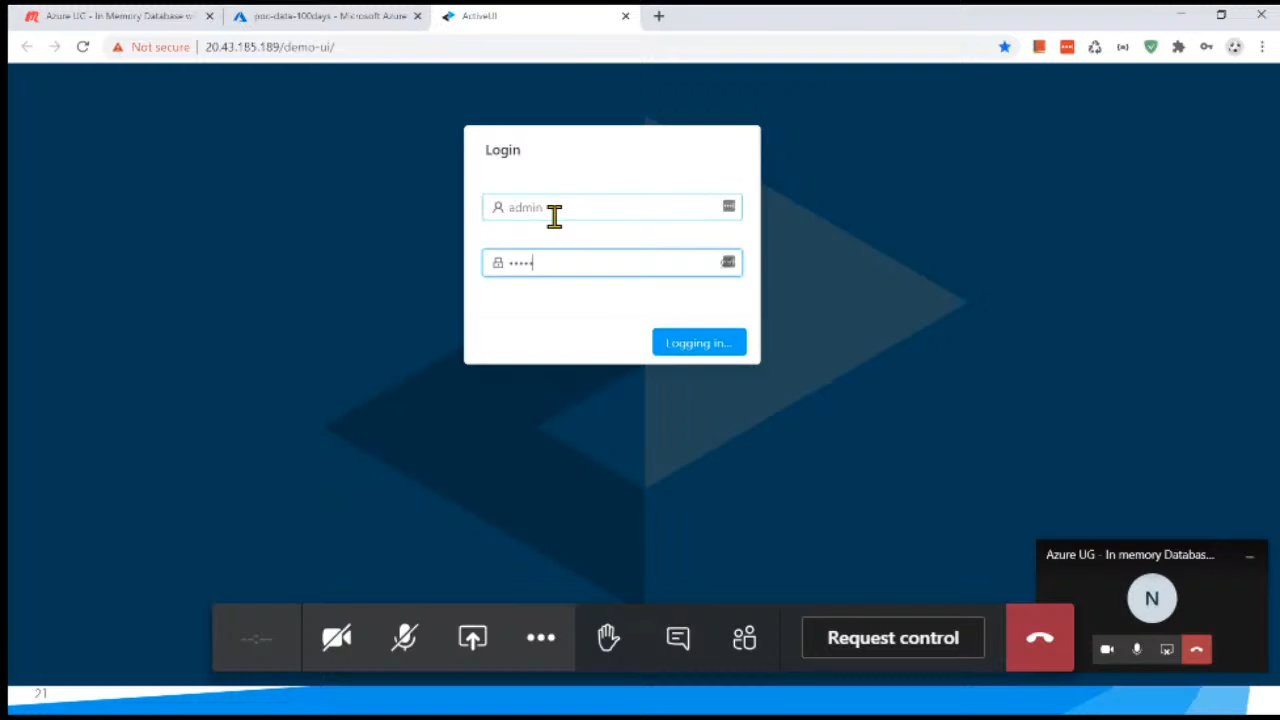 Azure UG - In Memory Database w
poc-data-100days - Microsoft Azure
ActiveUI
Not secure
20.43.185.189/demo-ui/
Login
admin
•••••
Logging in...
Azure UG - In memory Databas...
N
--:--
Request control
21